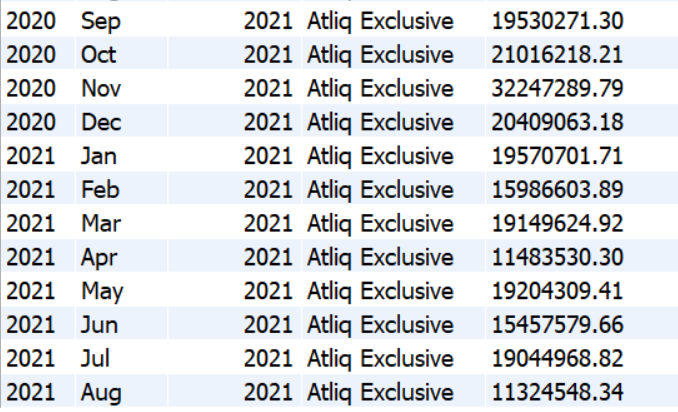 2020 Sep 2021 Atliq Exclusive 19530271.30
2020 Oct 2021 Atliq Exclusive 21016218.21
2020 Nov 2021 Atliq Exclusive 32247289.79
2020 Dec 2021 Atliq Exclusive 20409063.18
2021 Jan 2021 Atliq Exclusive 19570701.71
2021 Feb 2021 Atliq Exclusive 15986603.89
2021 Mar 2021 Atliq Exclusive 19149624.92
2021 Apr 2021 Atliq Exclusive 11483530.30
2021 May 2021 Atliq Exclusive 19204309.41
2021 Jun 2021 Atliq Exclusive 15457579.66
2021 Jul 2021 Atliq Exclusive 19044968.82
2021 Aug 2021 Atliq Exclusive 11324548.34